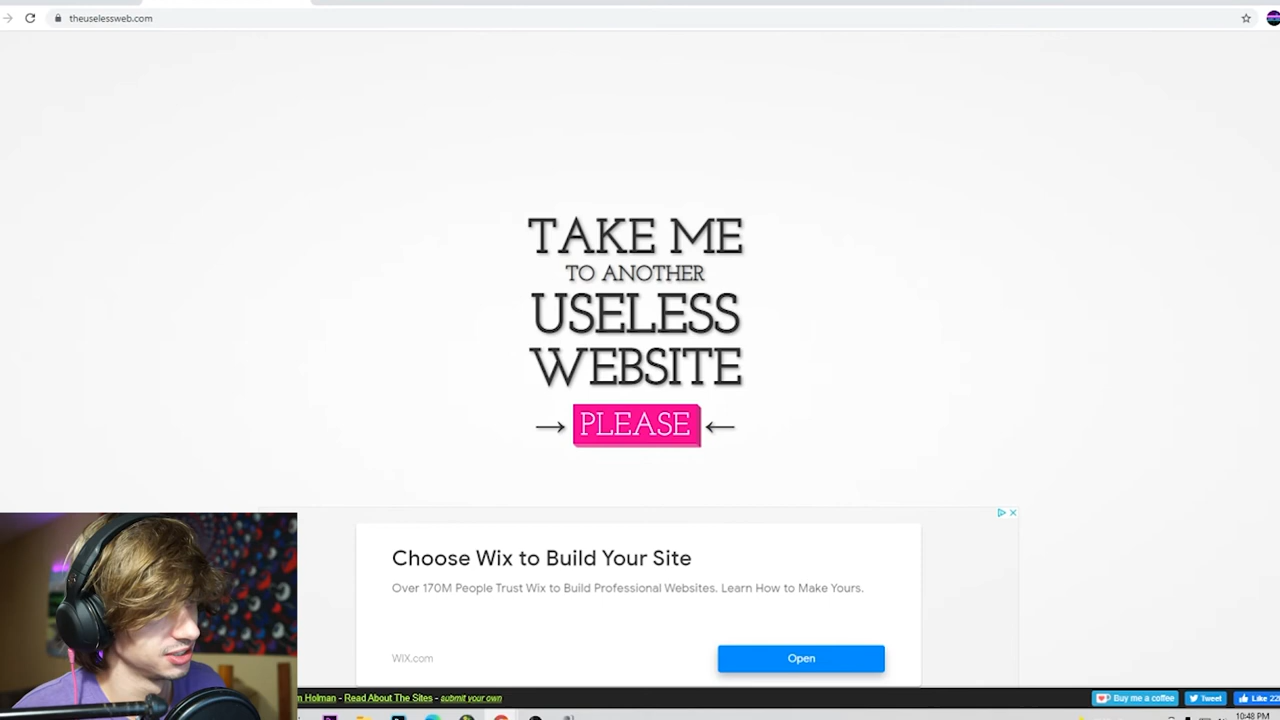 theuselessweb.com
TAKE ME
TO ANOTHER
USELESS
WEBSITE
→ PLEASE ←
Choose Wix to Build Your Site
Over 170M People Trust Wix to Build Professional Websites. Learn How to Make Yours.
WIX.com
Open
Holman - Read About The Sites - submit your own
Buy me a coffee
Tweet
Like
10:48 PM